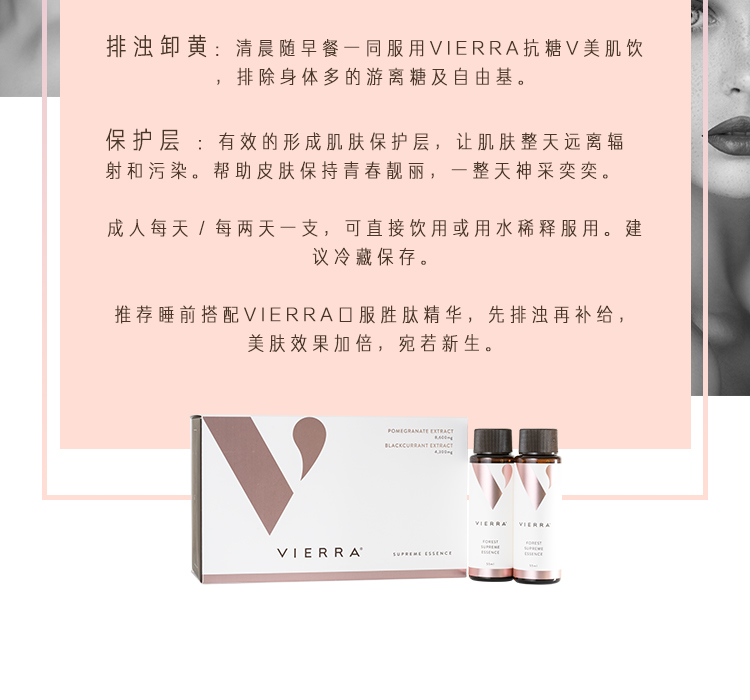 排浊卸黄：清晨随早餐一同服用VIERRA抗糖V美肌饮
，排除身体多的游离糖及自由基。
保护层 ：有效的形成肌肤保护层，让肌肤整天远离辐
射和污染。帮助皮肤保持青春靓丽，一整天神采奕奕。
成人每天 / 每两天一支，可直接饮用或用水稀释服用。建
议冷藏保存。
推荐睡前搭配VIERRA口服胜肽精华，先排浊再补给，
美肤效果加倍，宛若新生。
POMEGRANATE EXTRACT
8,600mg
BLACKCURRANT EXTRACT
4,300mg
VIERRA®
SUPREME ESSENCE
VIERRA®
FOREST
SUPREME
ESSENCE
VIERRA®
FOREST
SUPREME
ESSENCE